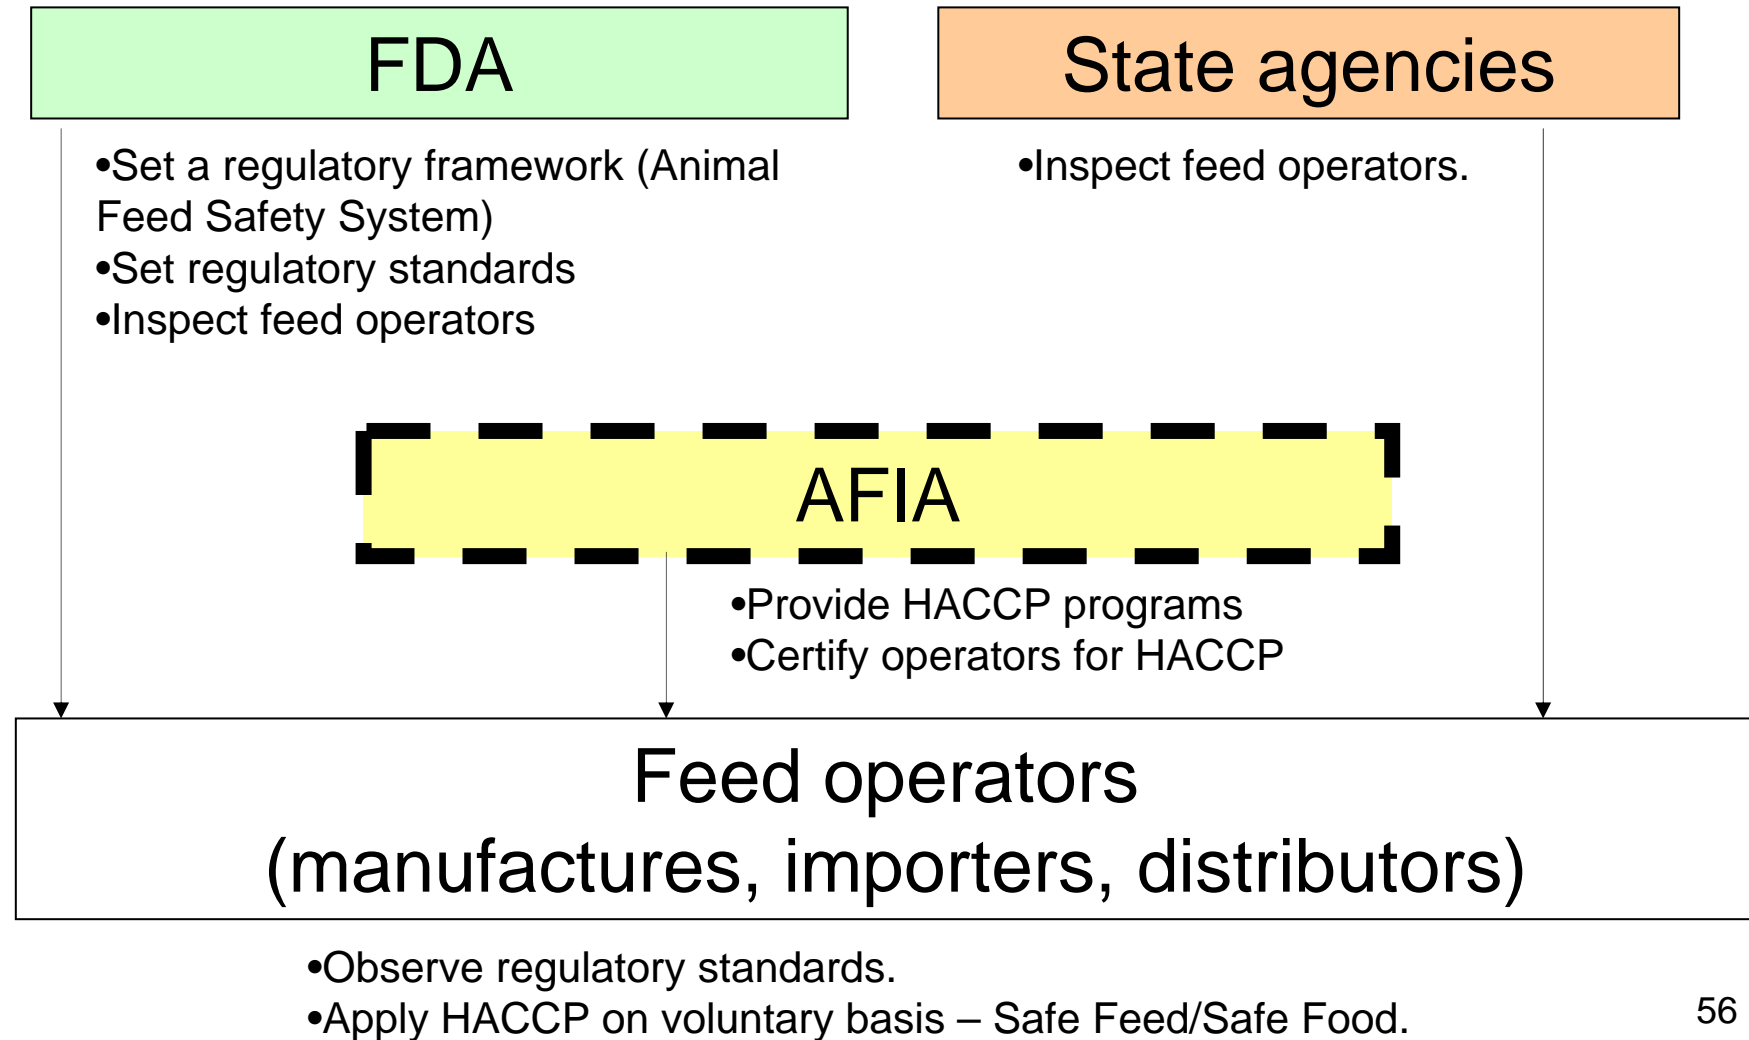 FDA
•Set a regulatory framework (Animal
Feed Safety System)
•Set regulatory standards
•Inspect feed operators
State agencies
•Inspect feed operators.
AFIA
•Provide HACCP programs
•Certify operators for HACCP
Feed operators
(manufactures, importers, distributors)
•Observe regulatory standards.
•Apply HACCP on voluntary basis – Safe Feed/Safe Food.
56